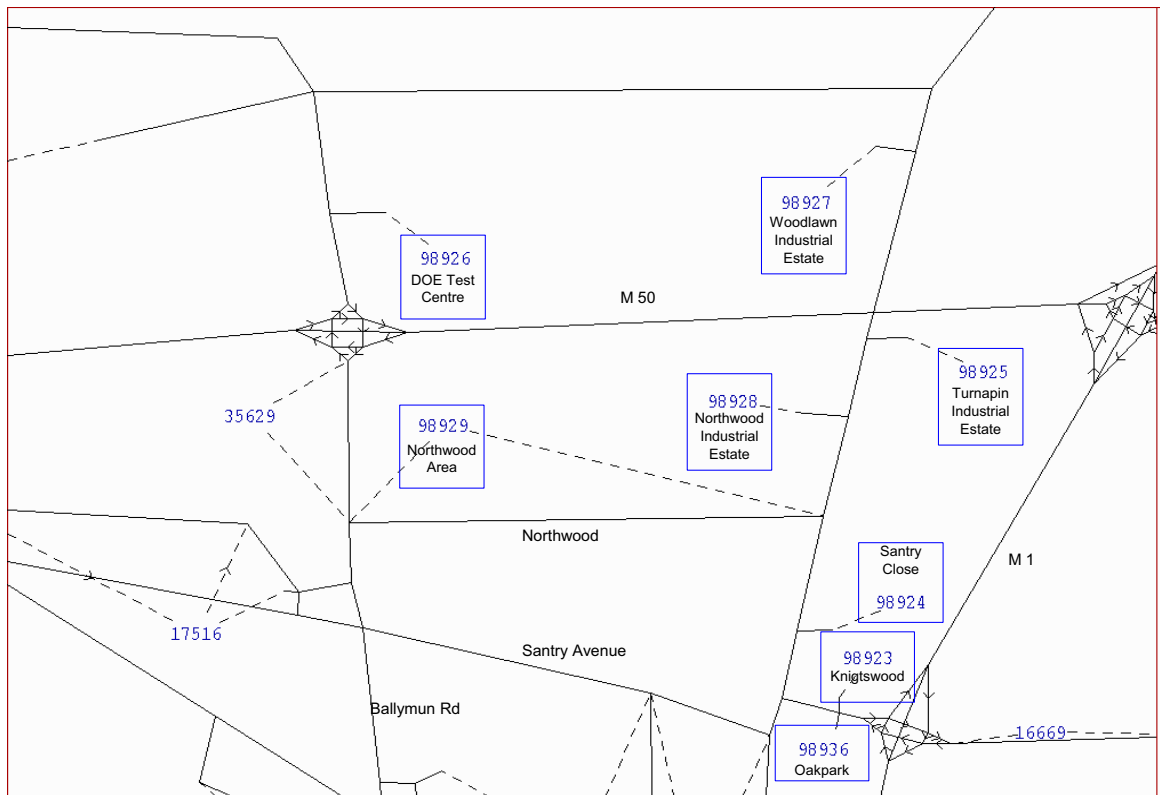 98927
Woodlawn
Industrial
Estate
98926
DOE Test
Centre
M 50
98925
Turnapin
Industrial
Estate
98928
Northwood
Industrial
Estate
35629
98929
Northwood
Area
Northwood
Santry
Close
98924
M 1
17516
Santry Avenue
98923
Knigtswood
Ballymun Rd
16669
98936
Oakpark